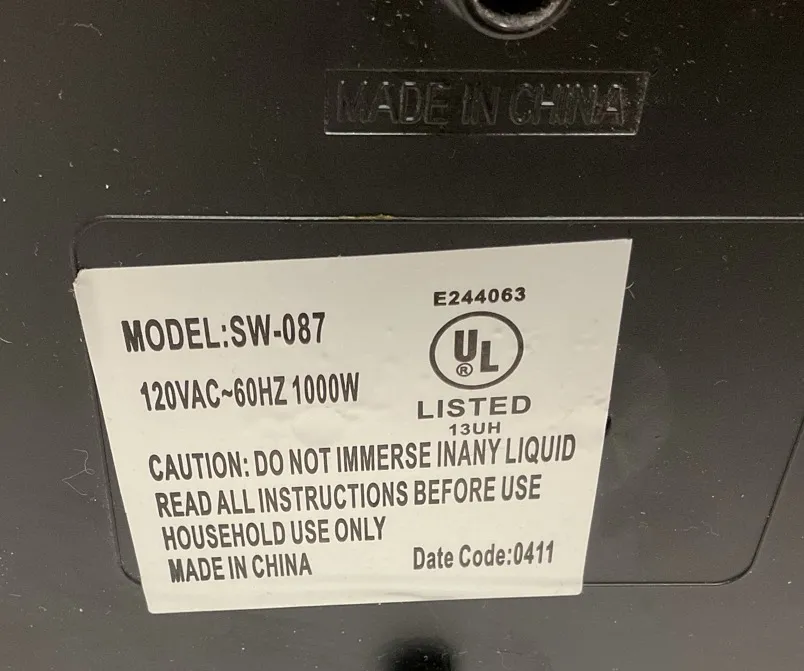 MADE IN CHINA
E244063
MODEL:SW-087
UL
®
120VAC~60HZ 1000W
LISTED
13UH
CAUTION: DO NOT IMMERSE INANY LIQUID
READ ALL INSTRUCTIONS BEFORE USE
HOUSEHOLD USE ONLY
MADE IN CHINA
Date Code:0411